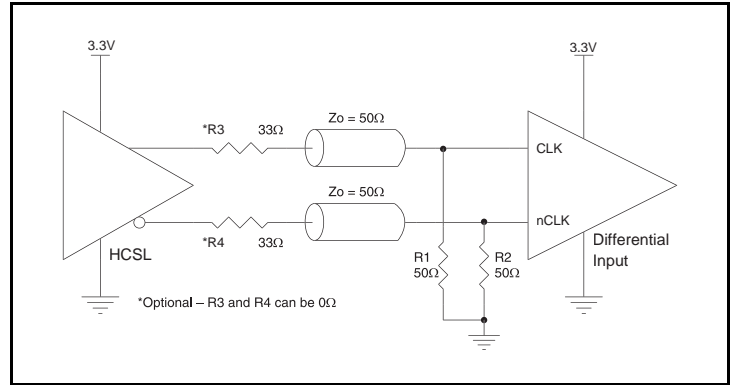 3.3V
3.3V
*R3
33Ω
Zo = 50Ω
CLK
Zo = 50Ω
nCLK
*R4
33Ω
HCSL
R1
50Ω
R2
50Ω
Differential
Input
*Optional – R3 and R4 can be 0Ω